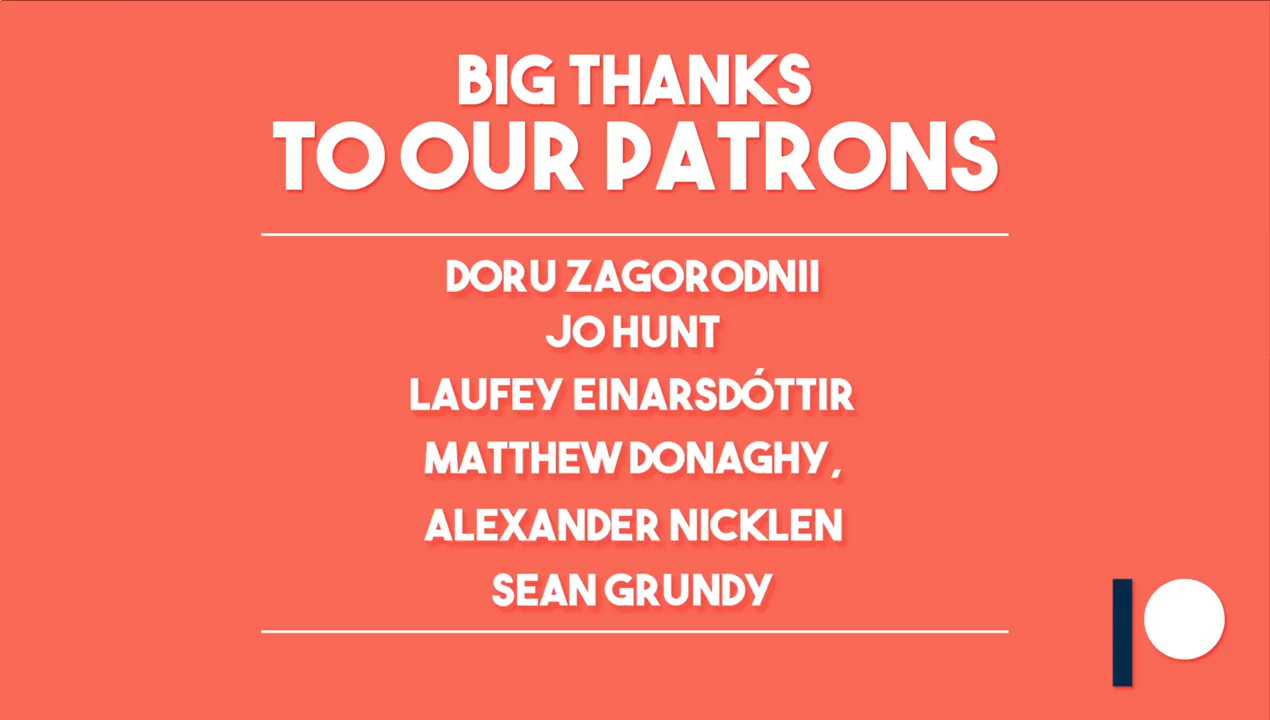 BIG THANKS
TO OUR PATRONS
DORU ZAGORODNII
JO HUNT
LAUFEY EINARSDÓTTIR
MATTHEW DONAGHY ,
ALEXANDER NICKLEN
SEAN GRUNDY